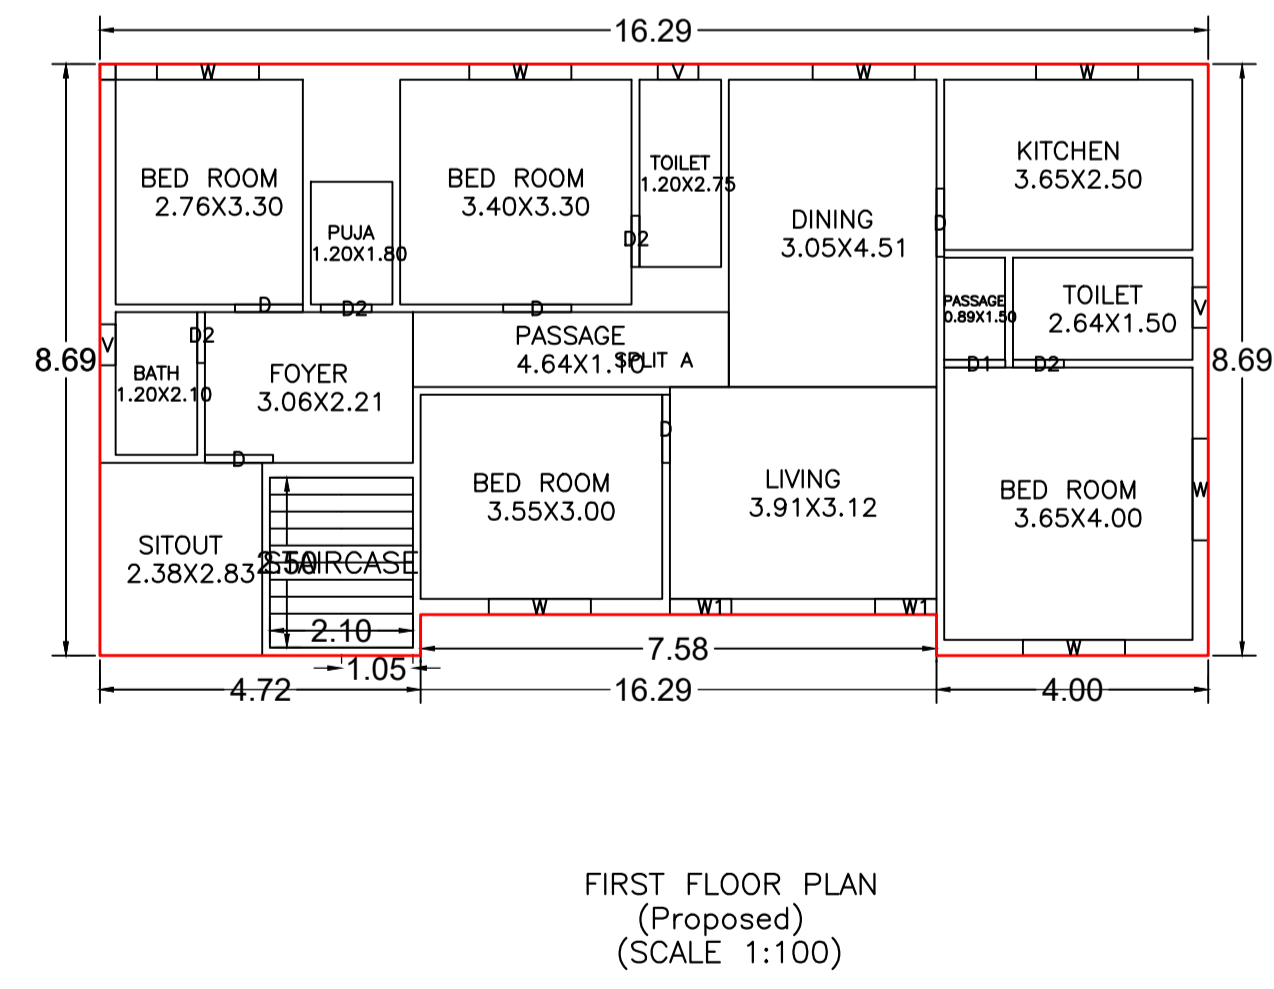 16.29
W
W
V
W
W
BED ROOM
2.76X3.30
PUJA
1.20X1.80
BED ROOM
3.40X3.30
TOILET
1.20X2.75
D2
DINING
3.05X4.51
D
KITCHEN
3.65X2.50
D
D2
D
PASSAGE
0.89X1.50
TOILET
2.64X1.50
V
8.69
V
D2
BATH
1.20X2.10
FOYER
3.06X2.21
PASSAGE
4.64X1.10
SPLIT A
D1
D2
8.69
D
D
BED ROOM
3.55X3.00
LIVING
3.91X3.12
BED ROOM
3.65X4.00
W
SITOUT
2.38X2.83
2.50
STAIRCASE
W
W1
W1
2.10
7.58
W
1.05
4.72
16.29
4.00
FIRST FLOOR PLAN
(Proposed)
(SCALE 1:100)